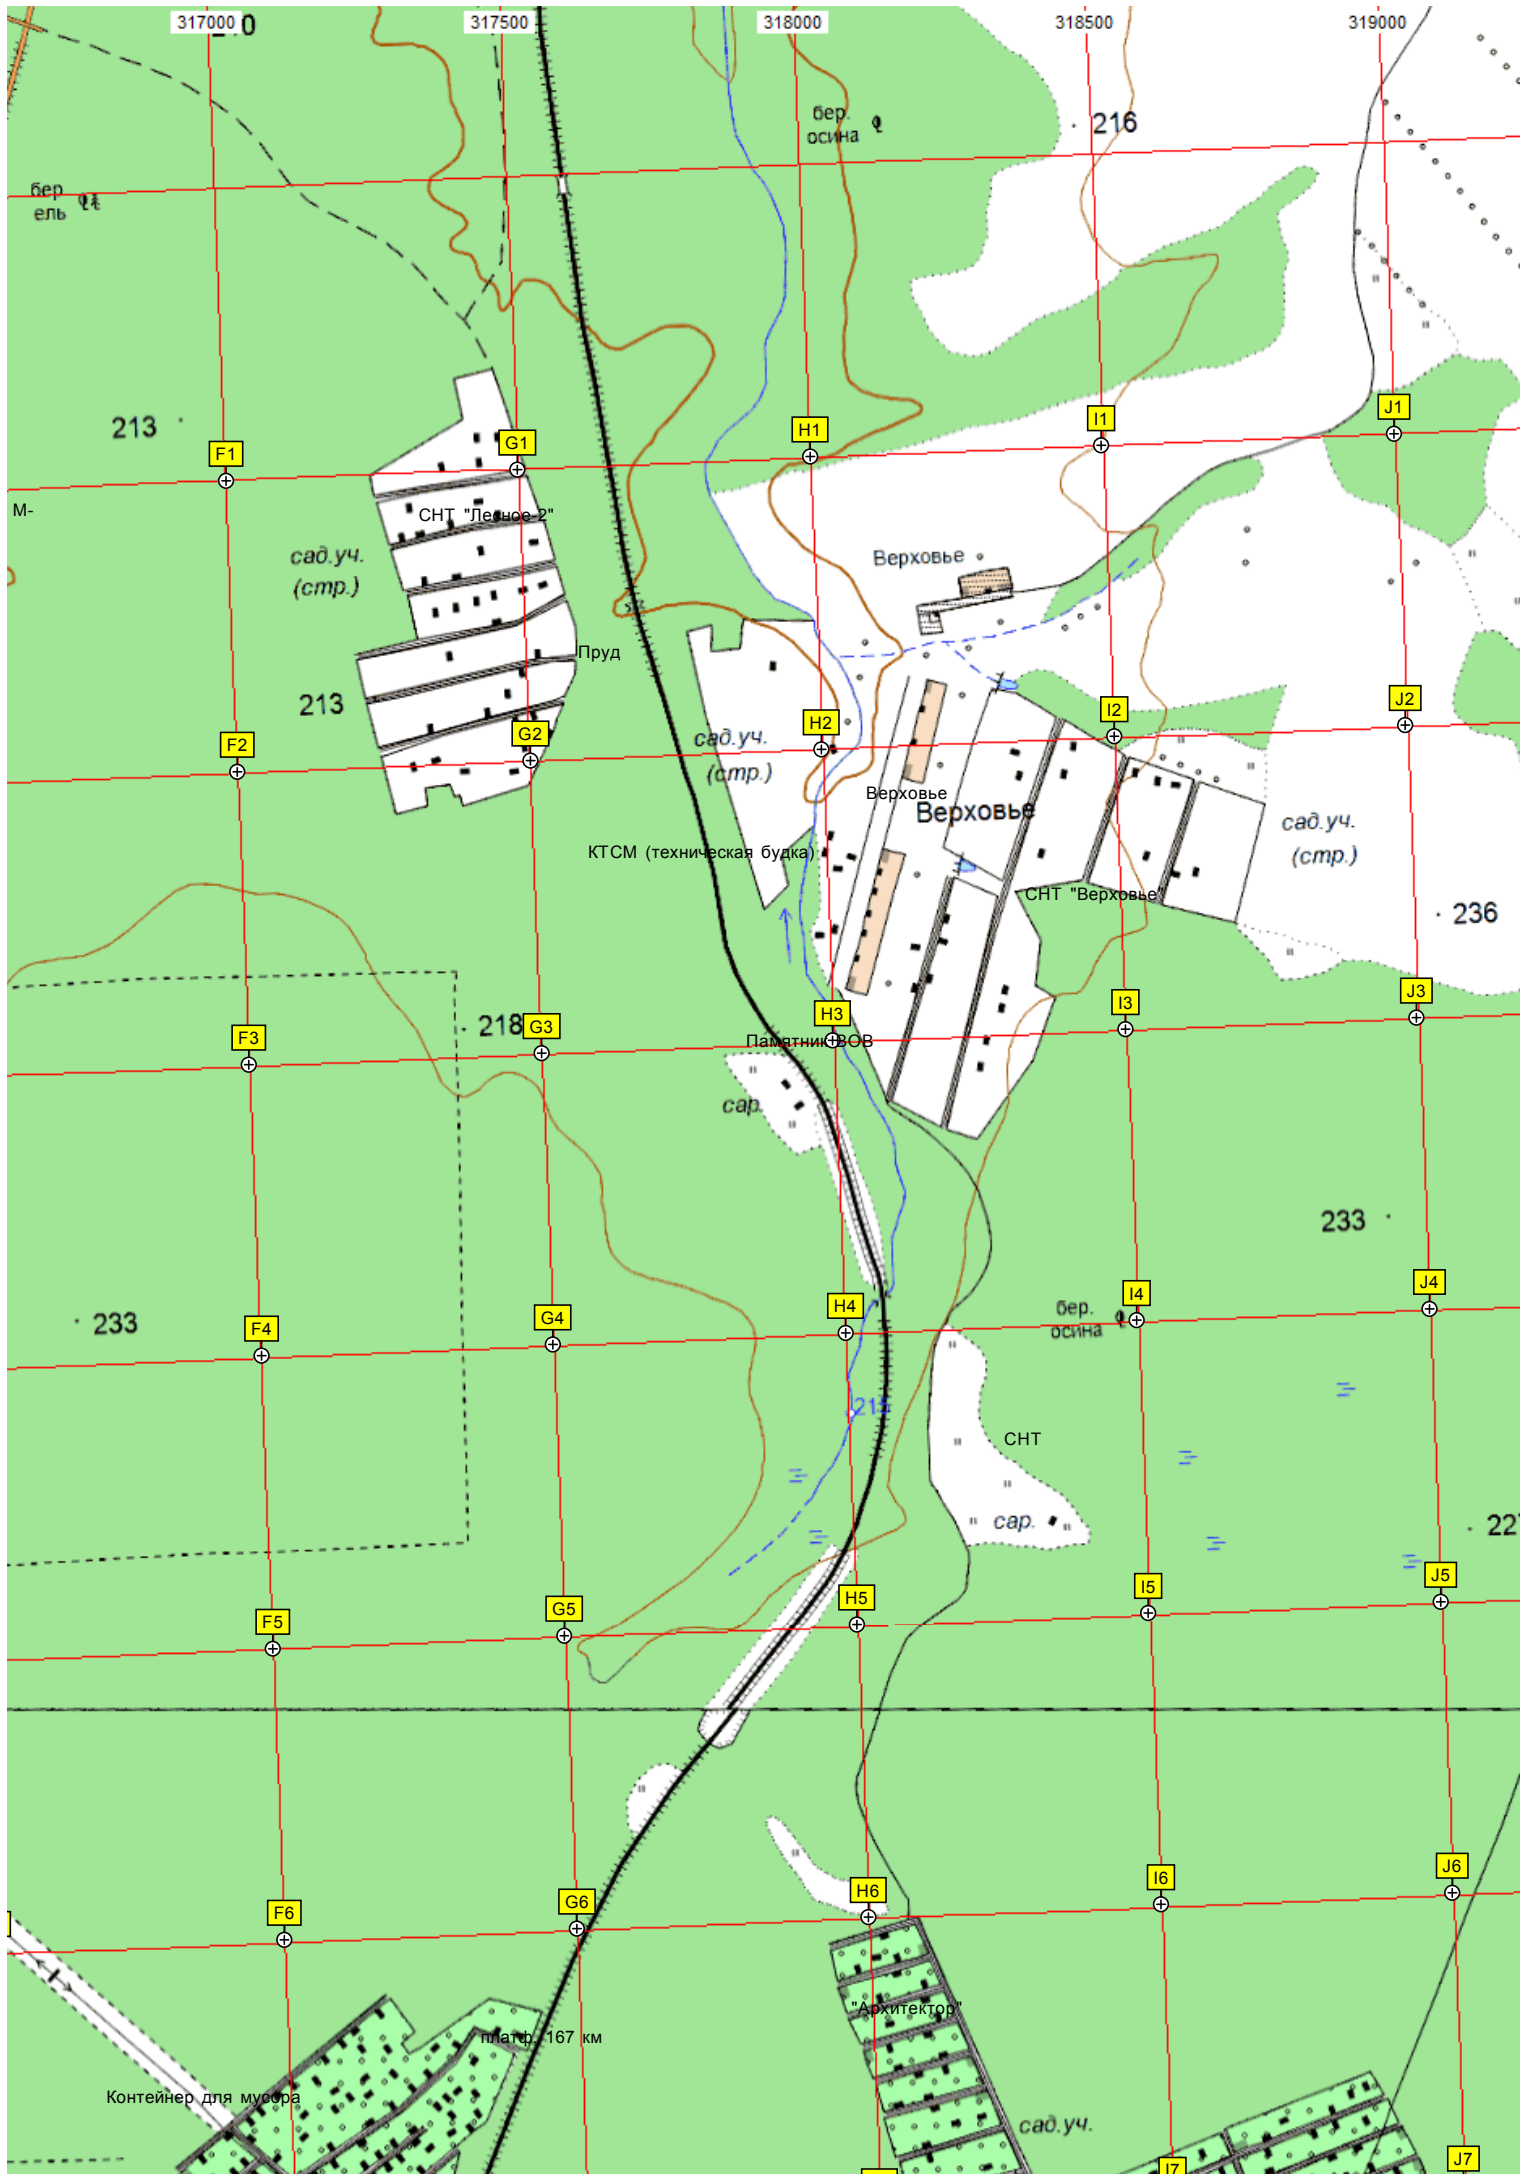 317000
317500
318000
318500
319000
бер.
осина
216
бер
ель
213
F1
G1
H1
I1
J1
М-
СНТ "Лесное-2"
сад.уч.
(стр.)
Верховье
Пруд
213
F2
G2
сад.уч.
(стр.)
H2
I2
J2
Верховье
Верховье
сад.уч.
(стр.)
КТСМ (техническая будка)
СНТ "Верховье"
236
218
F3
G3
H3
I3
J3
Памятник ВОВ
сар.
233
233
F4
G4
H4
I4
J4
бер.
осина
215
СНТ
сар.
227
F5
G5
H5
I5
J5
F6
G6
H6
I6
J6
"Архитектор"
платф. 167 км
Контейнер для мусора
сад.уч.
I7
J7